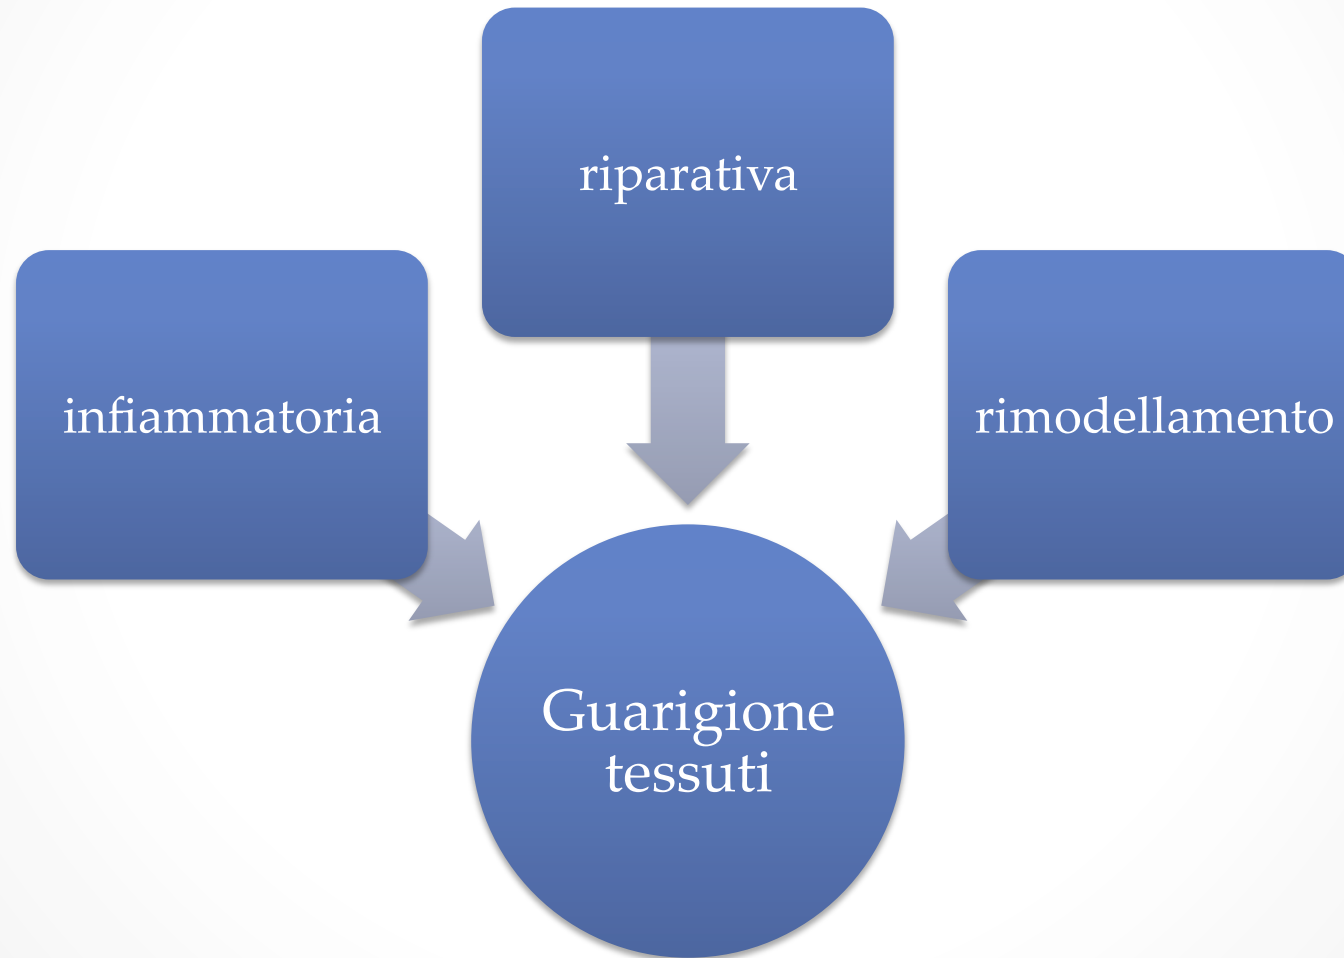 riparativa
infiammatoria
rimodellamento
Guarigione
tessuti